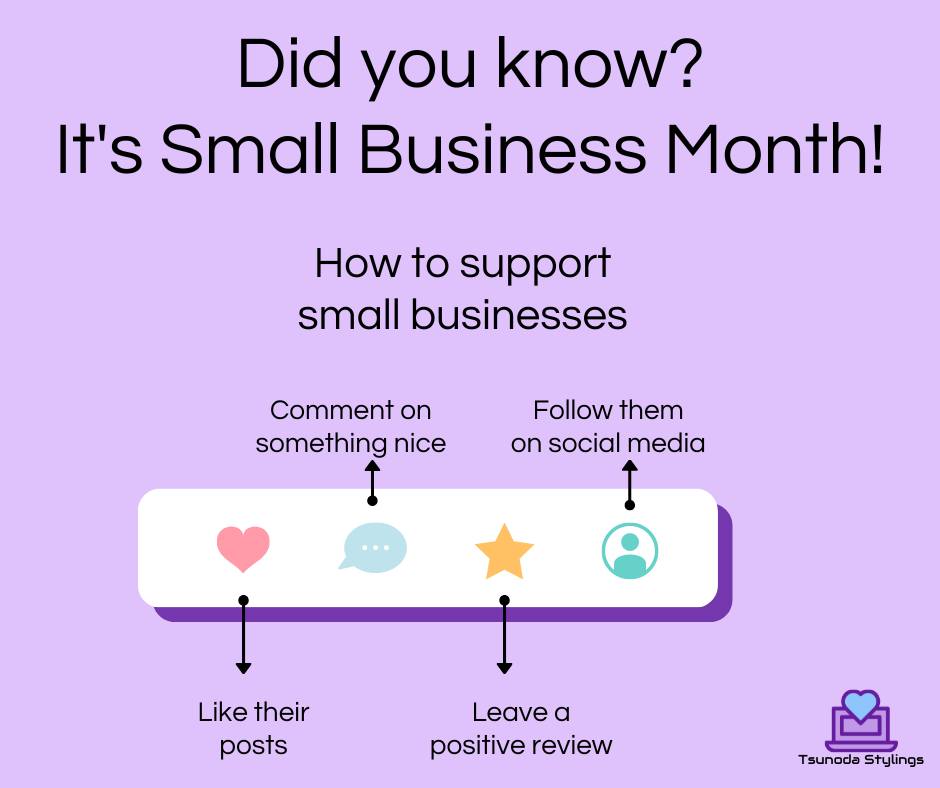 Did you know?
It's Small Business Month!
How to support
small businesses
Comment on
something nice
Follow them
on social media
Like their
posts
Leave a
positive review
Tsunoda Stylings